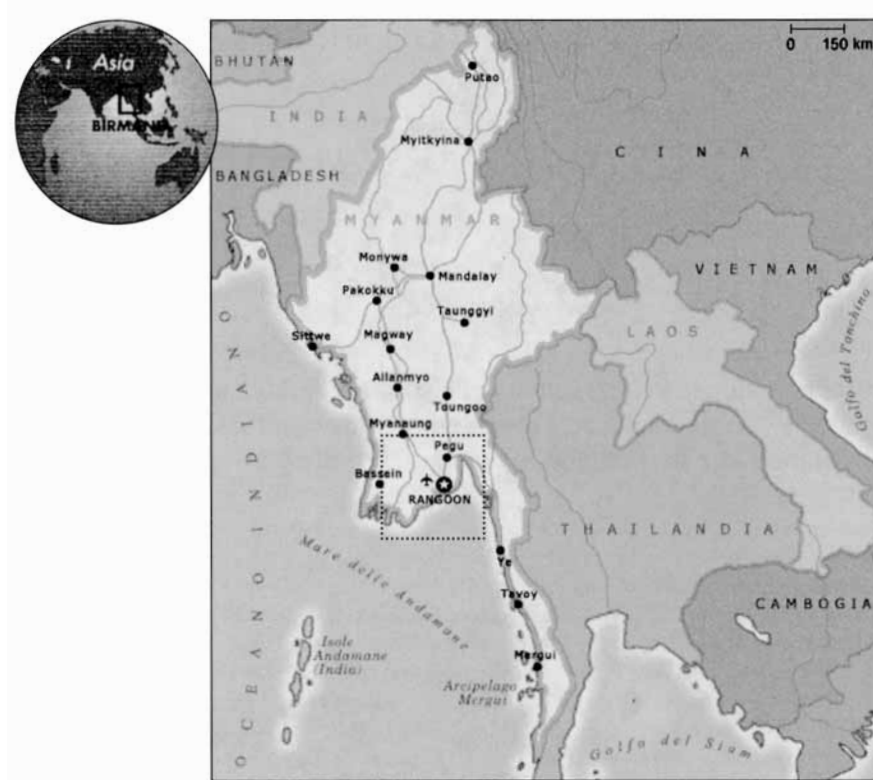 Asia
BIRMANIA
0 150 km
BHUTAN
INDIA
BANGLADESH
MYANMAR
CINA
VIETNAM
LAOS
THAILANDIA
CAMBOGIA
Putao
Myitkyina
Monywa
Mandalay
Pakokku
Taunggyi
Sittwe
Magway
Allanmyo
Toungoo
Myanaung
Pegu
Bassein
RANGOON
Ye
Tavoy
Mergui
OCEANO INDIANO
Mare delle Andamane
Isole
Andamane
(India)
Arcipelago
Mergui
Golfo del Tonchino
Golfo del Siam